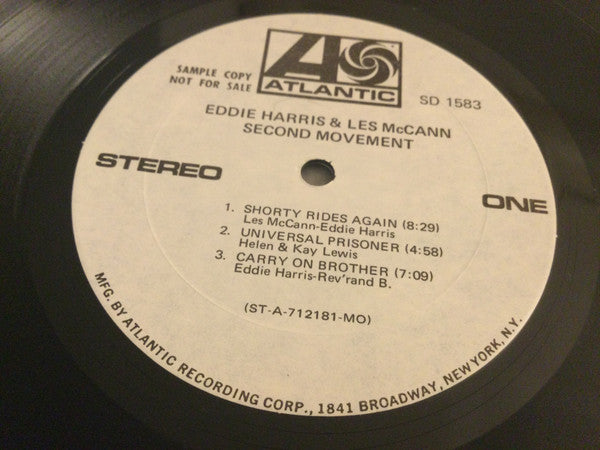 SAMPLE COPY
NOT FOR SALE
A
ATLANTIC
SD 1583
EDDIE HARRIS & LES McCANN
SECOND MOVEMENT
STEREO
ONE
1. SHORTY RIDES AGAIN (8:29)
Les McCann-Eddie Harris
2. UNIVERSAL PRISONER (4:58)
Helen & Kay Lewis
3. CARRY ON BROTHER (7:09)
Eddie Harris-Rev'rand B.
(ST-A-712181-MO)
MFG. BY ATLANTIC RECORDING CORP., 1841 BROADWAY, NEW YORK, N.Y.